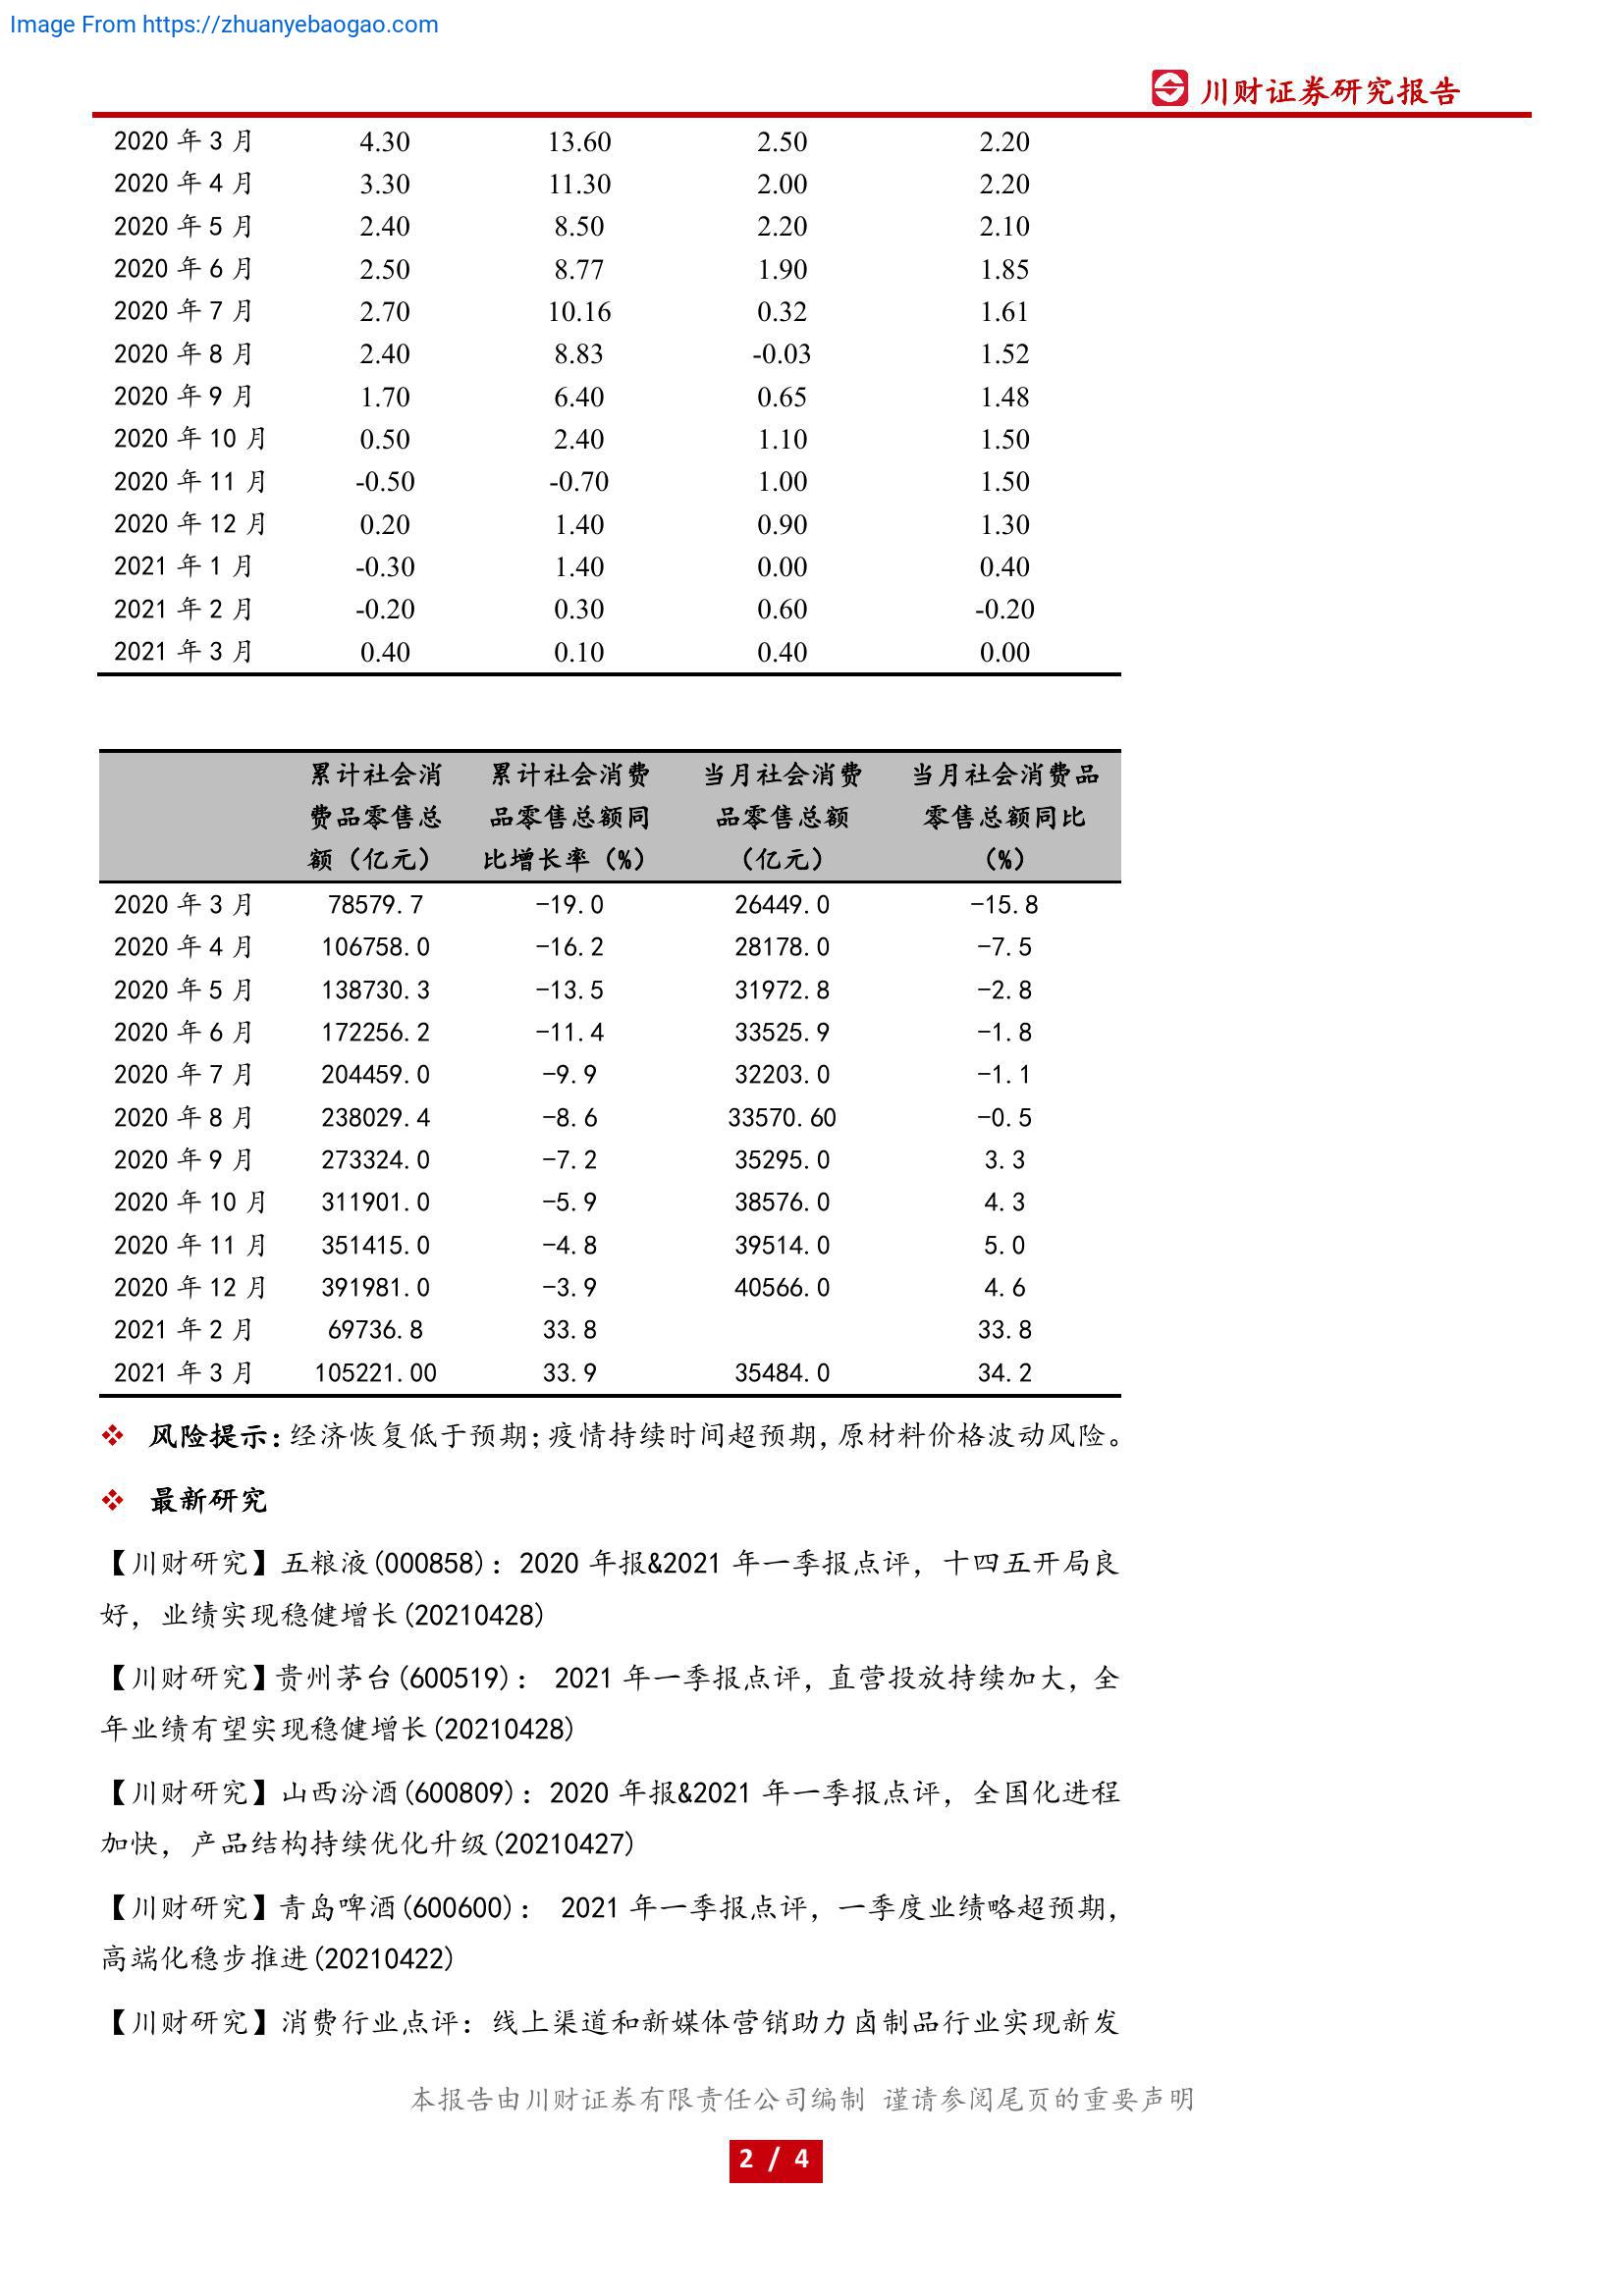 Image From https://zhuanyebaogao.com
川财证券研究报告
2020 年 3 月 4.30 13.60 2.50 2.20
2020 年 4 月 3.30 11.30 2.00 2.20
2020 年 5 月 2.40 8.50 2.20 2.10
2020 年 6 月 2.50 8.77 1.90 1.85
2020 年 7 月 2.70 10.16 0.32 1.61
2020 年 8 月 2.40 8.83 -0.03 1.52
2020 年 9 月 1.70 6.40 0.65 1.48
2020 年 10 月 0.50 2.40 1.10 1.50
2020 年 11 月 -0.50 -0.70 1.00 1.50
2020 年 12 月 0.20 1.40 0.90 1.30
2021 年 1 月 -0.30 1.40 0.00 0.40
2021 年 2 月 -0.20 0.30 0.60 -0.20
2021 年 3 月 0.40 0.10 0.40 0.00
累计社会消 累计社会消费 当月社会消费 当月社会消费品
费品零售总 品零售总额同 品零售总额 零售总额同比
额（亿元） 比增长率（%） （亿元） （%）
2020 年 3 月 78579.7 -19.0 26449.0 -15.8
2020 年 4 月 106758.0 -16.2 28178.0 -7.5
2020 年 5 月 138730.3 -13.5 31972.8 -2.8
2020 年 6 月 172256.2 -11.4 33525.9 -1.8
2020 年 7 月 204459.0 -9.9 32203.0 -1.1
2020 年 8 月 238029.4 -8.6 33570.60 -0.5
2020 年 9 月 273324.0 -7.2 35295.0 3.3
2020 年 10 月 311901.0 -5.9 38576.0 4.3
2020 年 11 月 351415.0 -4.8 39514.0 5.0
2020 年 12 月 391981.0 -3.9 40566.0 4.6
2021 年 2 月 69736.8 33.8 33.8
2021 年 3 月 105221.00 33.9 35484.0 34.2
❖ 风险提示：经济恢复低于预期；疫情持续时间超预期，原材料价格波动风险。
❖ 最新研究
【川财研究】五粮液(000858)：2020 年报&2021 年一季报点评，十四五开局良
好，业绩实现稳健增长(20210428)
【川财研究】贵州茅台(600519)： 2021 年一季报点评，直营投放持续加大，全
年业绩有望实现稳健增长(20210428)
【川财研究】山西汾酒(600809)：2020 年报&2021 年一季报点评，全国化进程
加快，产品结构持续优化升级(20210427)
【川财研究】青岛啤酒(600600)： 2021 年一季报点评，一季度业绩略超预期，
高端化稳步推进(20210422)
【川财研究】消费行业点评：线上渠道和新媒体营销助力卤制品行业实现新发
本报告由川财证券有限责任公司编制 谨请参阅尾页的重要声明
2 / 4